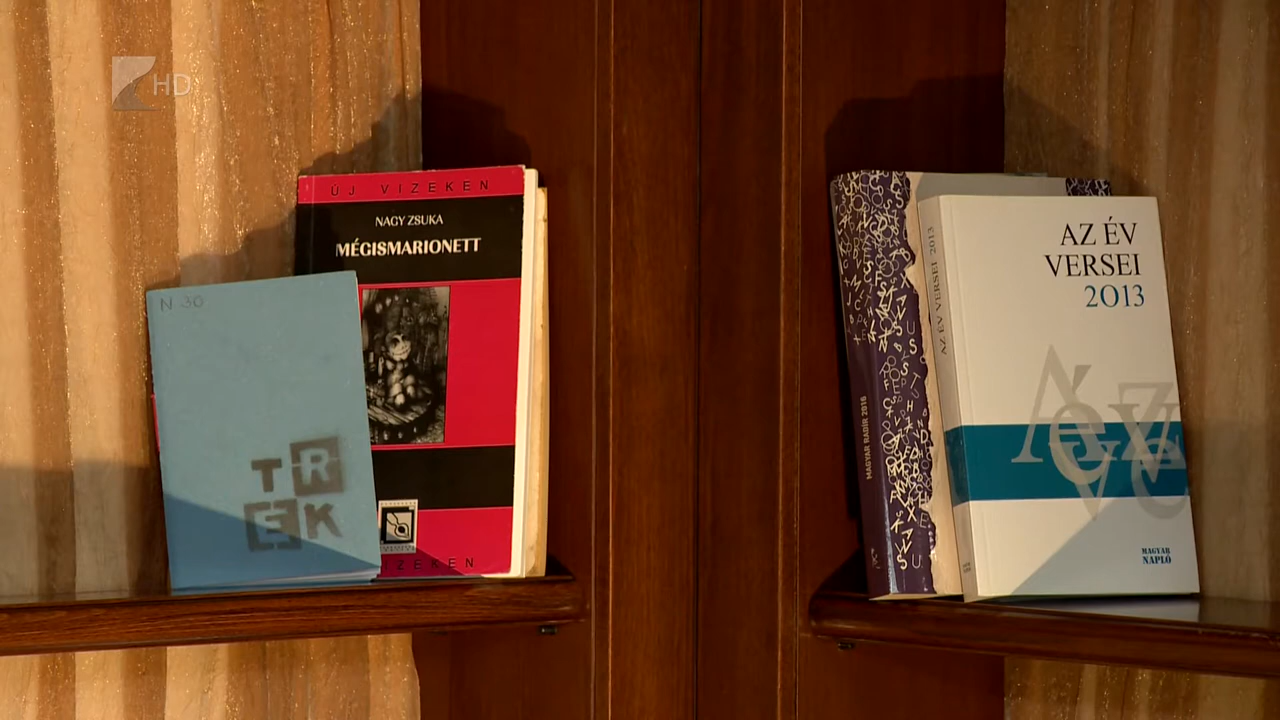 HD
ÚJ VIZEKEN
NAGY ZSUKA
MÉGISMARIONETT
VIZEKEN
N 30
TR
EK
MAGYAR RADÍR 2016
AZ ÉV VERSEI 2013
AZ ÉV
VERSEI
2013
MAGYAR
NAPLÓ